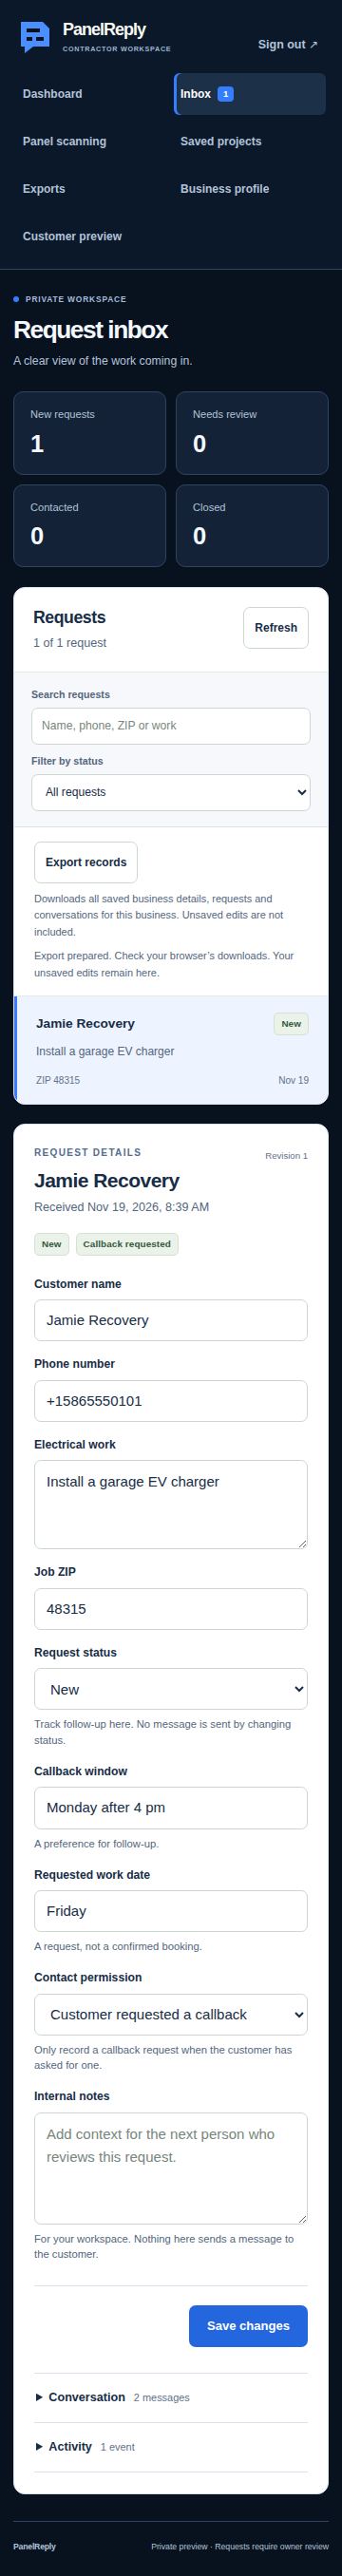 PanelReply
CONTRACTOR WORKSPACE
Sign out ↗
Dashboard
Inbox 1
Panel scanning
Saved projects
Exports
Business profile
Customer preview
PRIVATE WORKSPACE
Request inbox
A clear view of the work coming in.
New requests
1
Needs review
0
Contacted
0
Closed
0
Requests
1 of 1 request
Refresh
Search requests
Name, phone, ZIP or work
Filter by status
All requests
Export records
Downloads all saved business details, requests and
conversations for this business. Unsaved edits are not
included.
Export prepared. Check your browser’s downloads. Your
unsaved edits remain here.
Jamie Recovery
New
Install a garage EV charger
ZIP 48315
Nov 19
REQUEST DETAILS
Revision 1
Jamie Recovery
Received Nov 19, 2026, 8:39 AM
New
Callback requested
Customer name
Jamie Recovery
Phone number
+15865550101
Electrical work
Install a garage EV charger
Job ZIP
48315
Request status
New
Track follow-up here. No message is sent by changing
status.
Callback window
Monday after 4 pm
A preference for follow-up.
Requested work date
Friday
A request, not a confirmed booking.
Contact permission
Customer requested a callback
Only record a callback request when the customer has
asked for one.
Internal notes
Add context for the next person who
reviews this request.
For your workspace. Nothing here sends a message to
the customer.
Save changes
Conversation 2 messages
Activity 1 event
PanelReply
Private preview · Requests require owner review